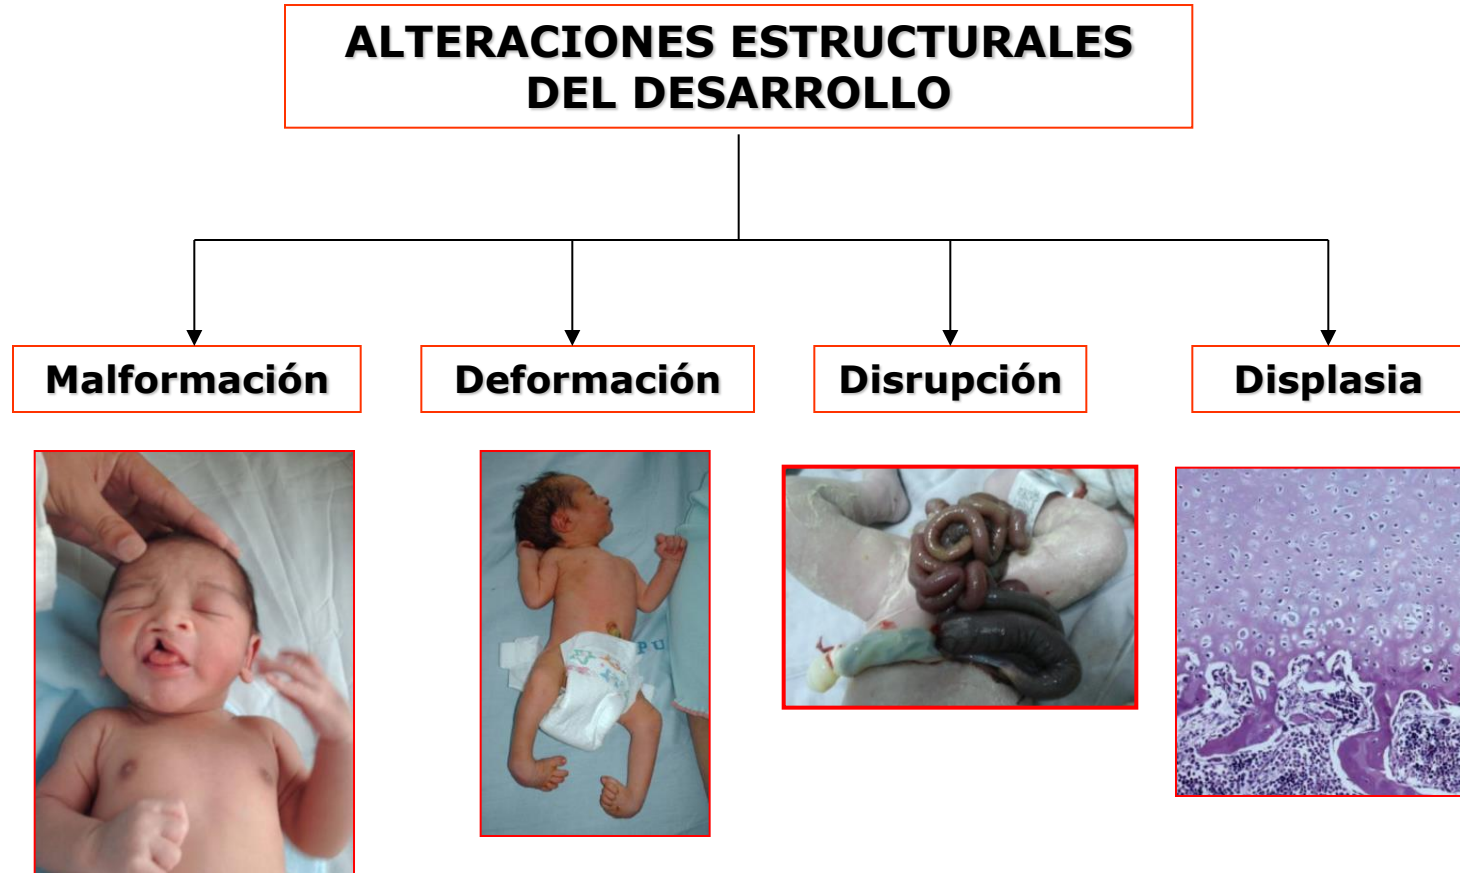 ALTERACIONES ESTRUCTURALES
DEL DESARROLLO
Malformación
Deformación
Disrupción
Displasia